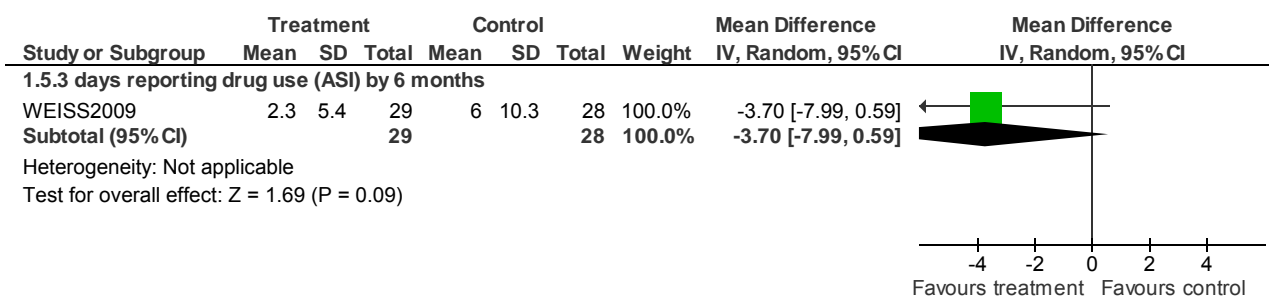 Treatment Control Mean Difference Mean Difference
Study or Subgroup Mean SD Total Mean SD Total Weight IV, Random, 95% CI IV, Random, 95% CI
1.5.3 days reporting drug use (ASI) by 6 months
WEISS2009 2.3 5.4 29 6 10.3 28 100.0% -3.70 [-7.99, 0.59]
Subtotal (95% CI) 29 28 100.0% -3.70 [-7.99, 0.59]
Heterogeneity: Not applicable
Test for overall effect: Z = 1.69 (P = 0.09)
-4 -2 0 2 4
Favours treatment Favours control